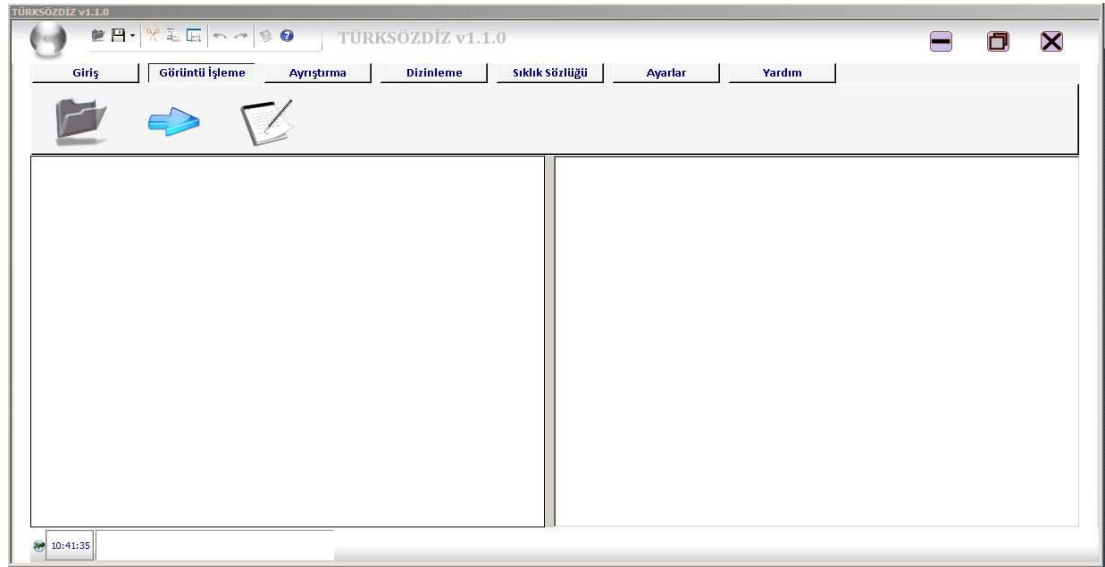 TÜRKSÖZDİZ v1.1.0
TÜRKSÖZDİZ v1.1.0
Giriş Görüntü İşleme Ayrıştırma Dizinleme Sıklık Sözlüğü Ayarlar Yardım
10:41:35